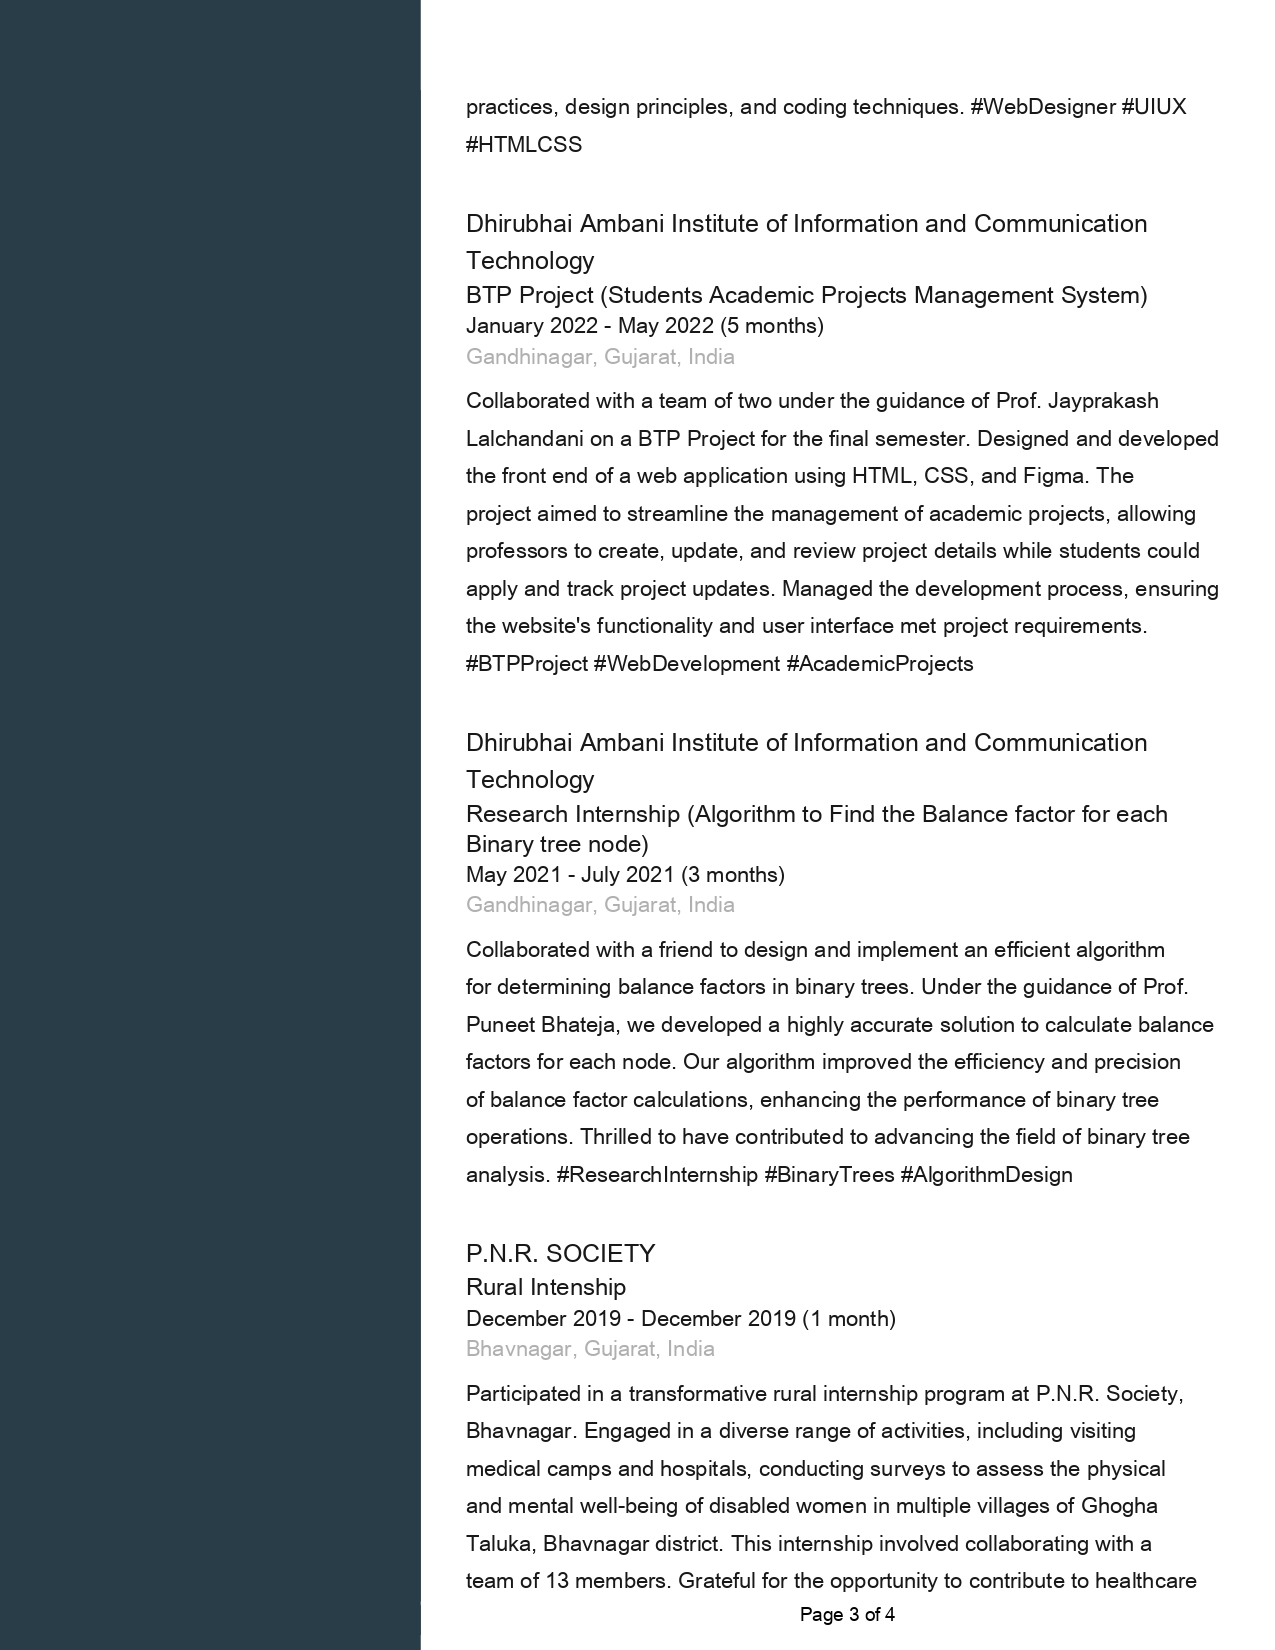 practices, design principles, and coding techniques. #WebDesigner #UIUX
#HTMLCSS
Dhirubhai Ambani Institute of Information and Communication
Technology
BTP Project (Students Academic Projects Management System)
January 2022 - May 2022 (5 months)
Gandhinagar, Gujarat, India
Collaborated with a team of two under the guidance of Prof. Jayprakash
Lalchandani on a BTP Project for the final semester. Designed and developed
the front end of a web application using HTML, CSS, and Figma. The
project aimed to streamline the management of academic projects, allowing
professors to create, update, and review project details while students could
apply and track project updates. Managed the development process, ensuring
the website's functionality and user interface met project requirements.
#BTPProject #WebDevelopment #AcademicProjects
Dhirubhai Ambani Institute of Information and Communication
Technology
Research Internship (Algorithm to Find the Balance factor for each
Binary tree node)
May 2021 - July 2021 (3 months)
Gandhinagar, Gujarat, India
Collaborated with a friend to design and implement an efficient algorithm
for determining balance factors in binary trees. Under the guidance of Prof.
Puneet Bhateja, we developed a highly accurate solution to calculate balance
factors for each node. Our algorithm improved the efficiency and precision
of balance factor calculations, enhancing the performance of binary tree
operations. Thrilled to have contributed to advancing the field of binary tree
analysis. #ResearchInternship #BinaryTrees #AlgorithmDesign
P.N.R. SOCIETY
Rural Intenship
December 2019 - December 2019 (1 month)
Bhavnagar, Gujarat, India
Participated in a transformative rural internship program at P.N.R. Society,
Bhavnagar. Engaged in a diverse range of activities, including visiting
medical camps and hospitals, conducting surveys to assess the physical
and mental well-being of disabled women in multiple villages of Ghogha
Taluka, Bhavnagar district. This internship involved collaborating with a
team of 13 members. Grateful for the opportunity to contribute to healthcare
Page 3 of 4